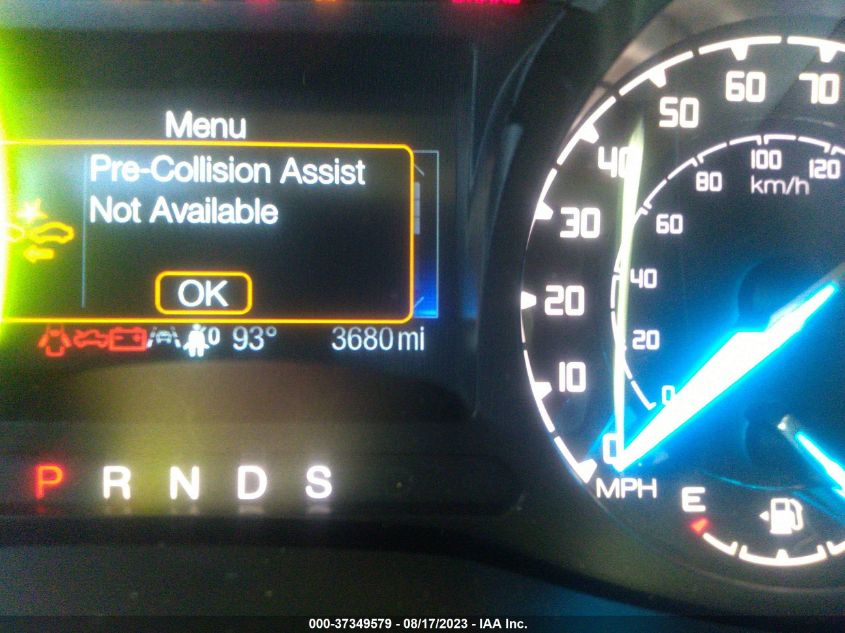 Menu
Pre-Collision Assist
Not Available
OK
0 93° 3680 mi
P R N D S
0 10 20 30 40 50 60 70
MPH
0 20 40 60 80 100 120
km/h
E
000-37349579 - 08/17/2023 - IAA Inc.